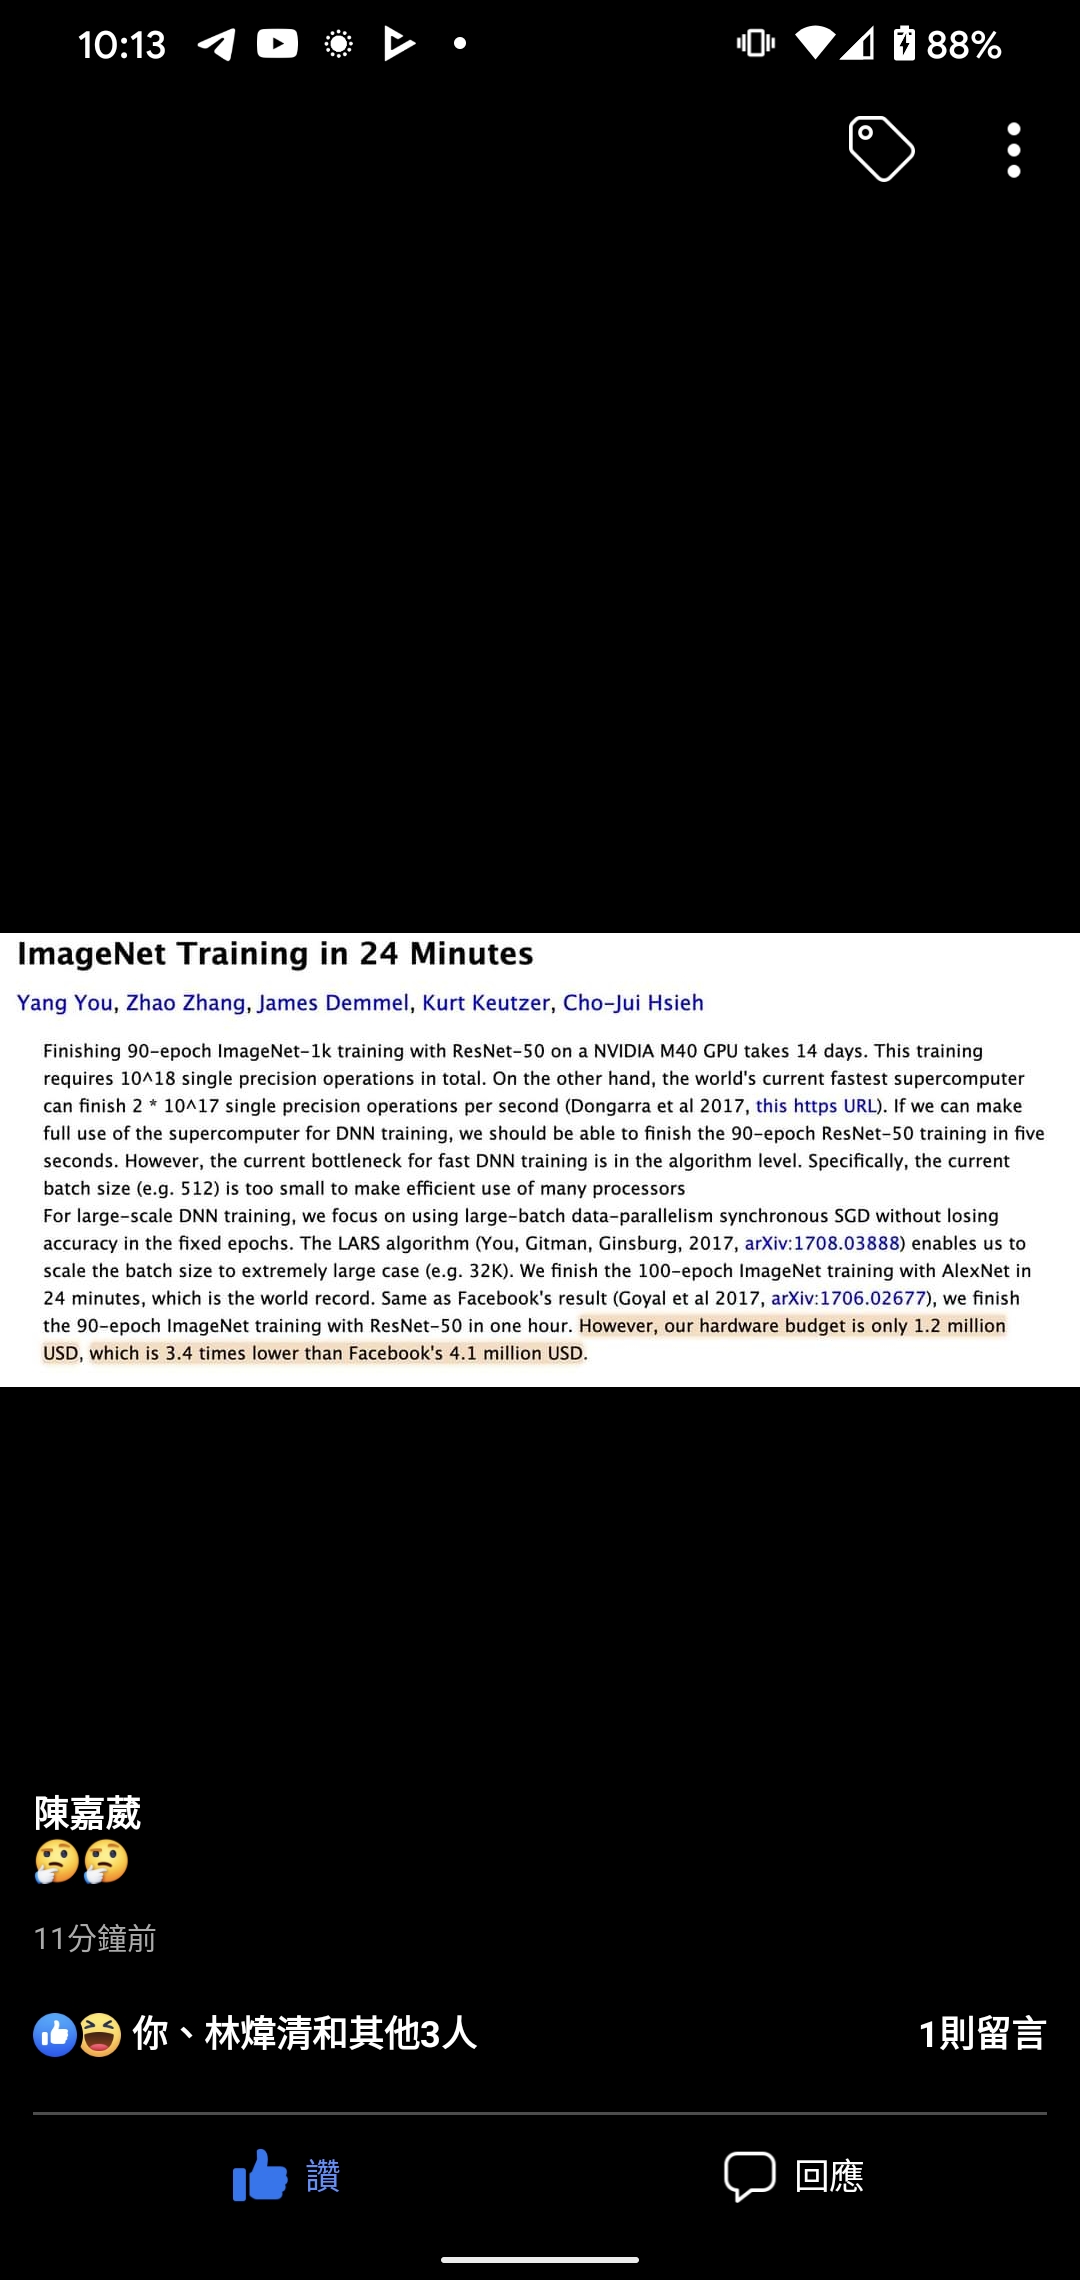 10:13
88%
ImageNet Training in 24 Minutes
Yang You, Zhao Zhang, James Demmel, Kurt Keutzer, Cho-Jui Hsieh
Finishing 90-epoch ImageNet-1k training with ResNet-50 on a NVIDIA M40 GPU takes 14 days. This training
requires 10^18 single precision operations in total. On the other hand, the world's current fastest supercomputer
can finish 2 * 10^17 single precision operations per second (Dongarra et al 2017, this https URL). If we can make
full use of the supercomputer for DNN training, we should be able to finish the 90-epoch ResNet-50 training in five
seconds. However, the current bottleneck for fast DNN training is in the algorithm level. Specifically, the current
batch size (e.g. 512) is too small to make efficient use of many processors
For large-scale DNN training, we focus on using large-batch data-parallelism synchronous SGD without losing
accuracy in the fixed epochs. The LARS algorithm (You, Gitman, Ginsburg, 2017, arXiv:1708.03888) enables us to
scale the batch size to extremely large case (e.g. 32K). We finish the 100-epoch ImageNet training with AlexNet in
24 minutes, which is the world record. Same as Facebook's result (Goyal et al 2017, arXiv:1706.02677), we finish
the 90-epoch ImageNet training with ResNet-50 in one hour. However, our hardware budget is only 1.2 million
USD, which is 3.4 times lower than Facebook's 4.1 million USD.
陳嘉葳
🤔🤔
11分鐘前
你、林煒清和其他3人
1則留言
讚
回應